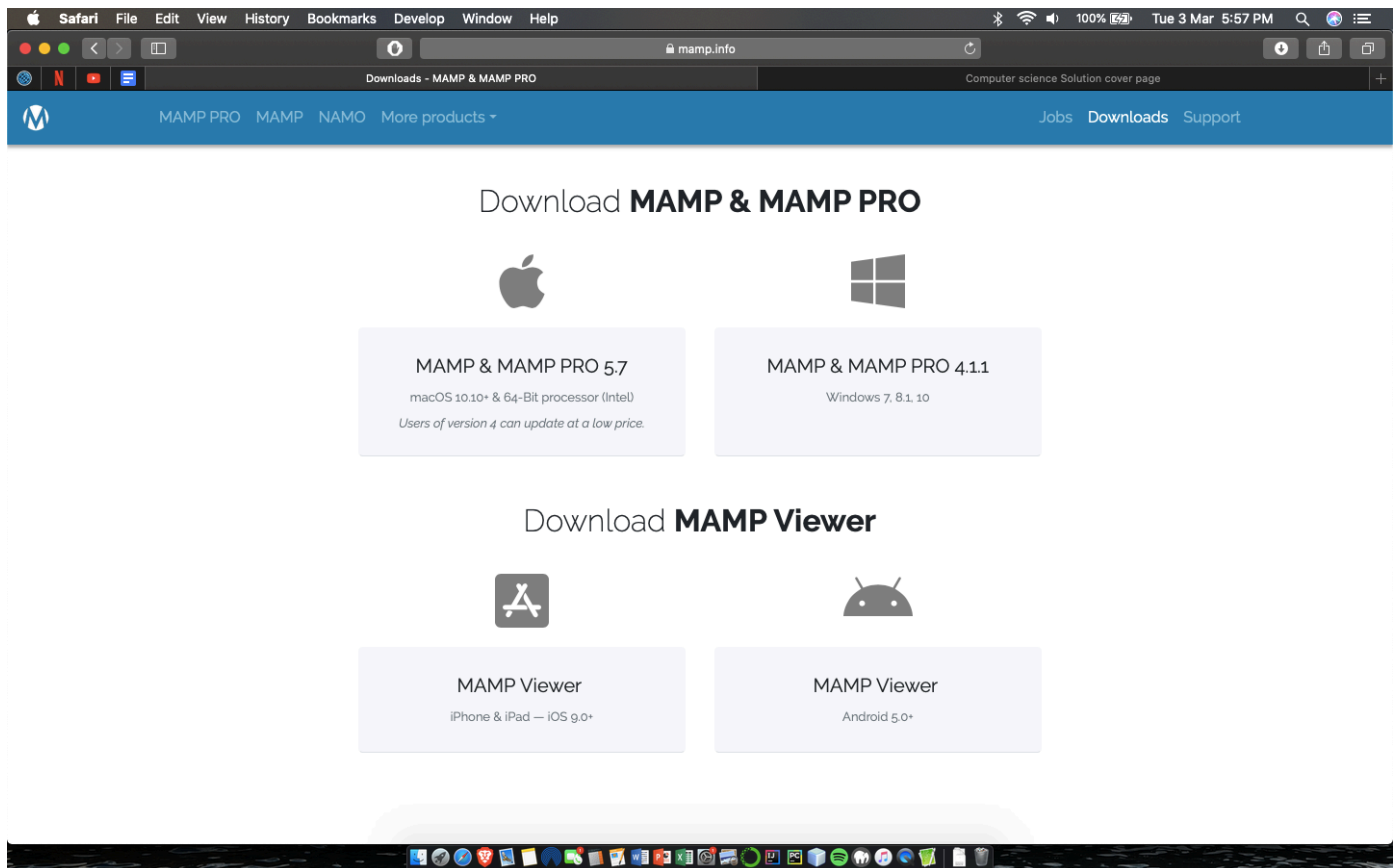 Safari File Edit View History Bookmarks Develop Window Help 100% Tue 3 Mar 5:57 PM
mamp.info
Downloads - MAMP & MAMP PRO Computer science Solution cover page
MAMP PRO MAMP NAMO More products Jobs Downloads Support
Download MAMP & MAMP PRO
MAMP & MAMP PRO 5.7
macOS 10.10+ & 64-Bit processor (Intel)
Users of version 4 can update at a low price.
MAMP & MAMP PRO 4.1.1
Windows 7, 8.1, 10
Download MAMP Viewer
MAMP Viewer
iPhone & iPad — iOS 9.0+
MAMP Viewer
Android 5.0+